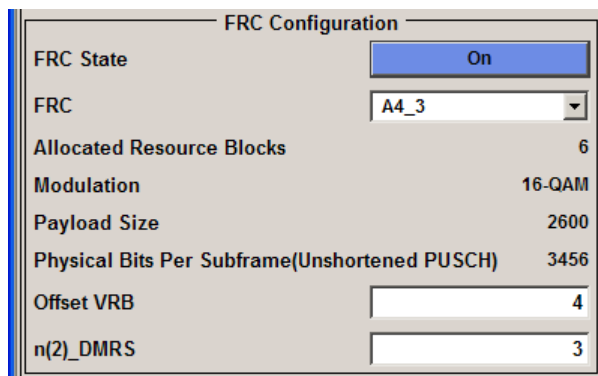 FRC Configuration
FRC State On
FRC A4_3
Allocated Resource Blocks 6
Modulation 16-QAM
Payload Size 2600
Physical Bits Per Subframe(Unshortened PUSCH) 3456
Offset VRB 4
n(2)_DMRS 3